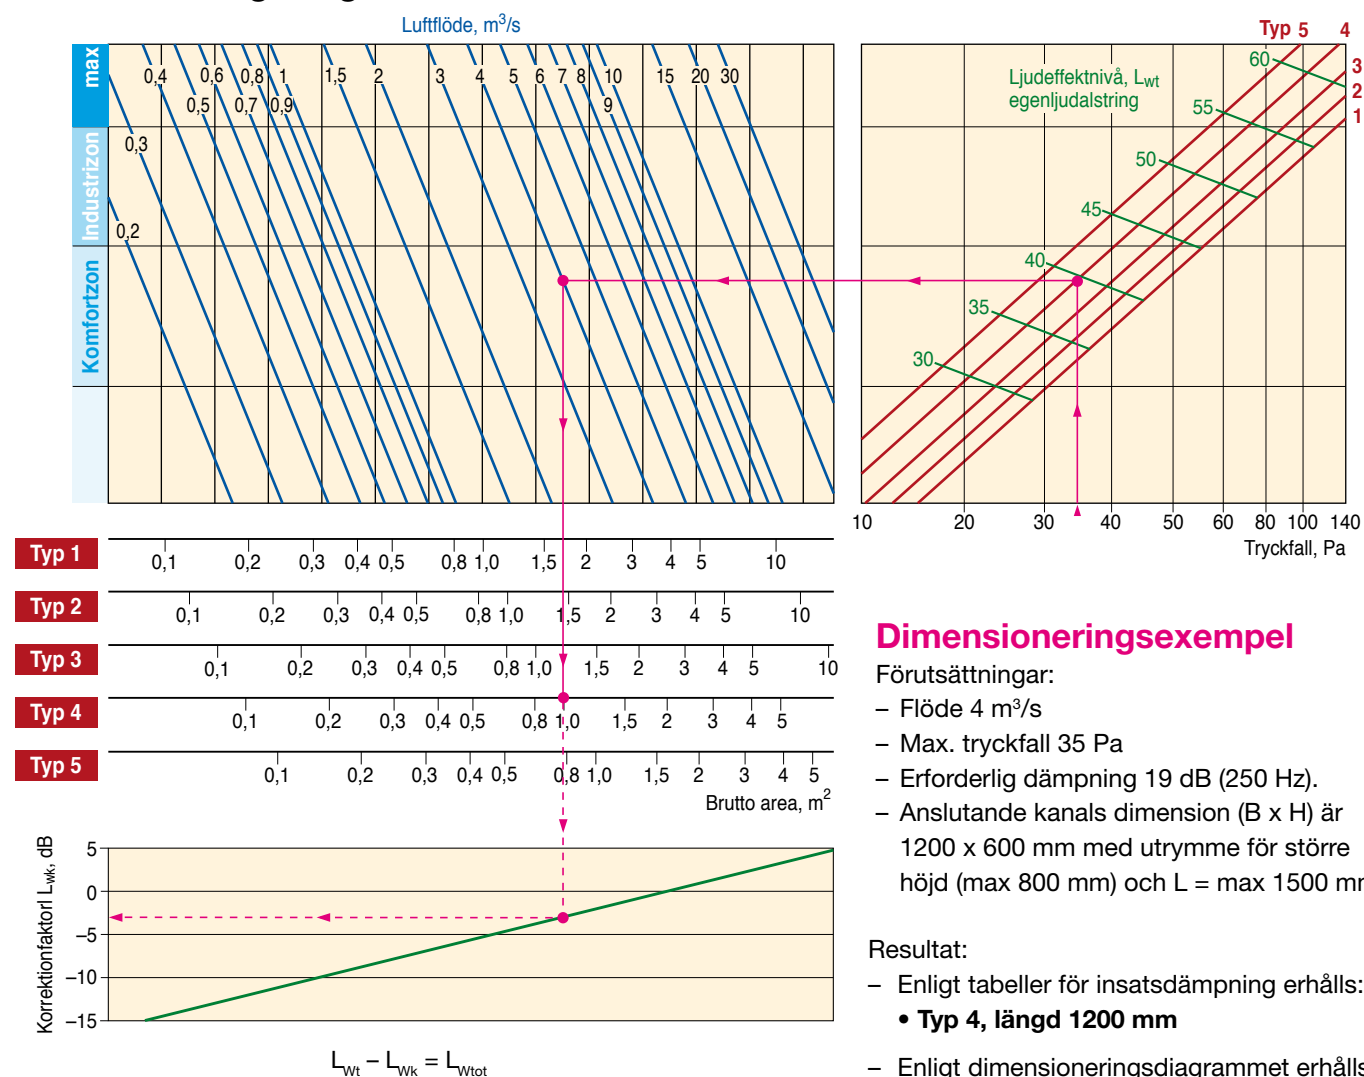 Luftflöde, m³/s
max
Industrizon
Komfortzon
0,4 0,6 0,8 1 1,5 2 3 4 5 6 7 8 10 15 20 30
0,5 0,7 0,9 9
0,3
0,2
Typ 5 4
3
2
1
Ljudeffektnivå, Lwt
egenljudalstring
60
55
50
45
40
35
30
10 20 30 40 50 60 80 100 140
Tryckfall, Pa
Typ 1
0,1 0,2 0,3 0,4 0,5 0,8 1,0 1,5 2 3 4 5 10
Typ 2
0,1 0,2 0,3 0,4 0,5 0,8 1,0 1,5 2 3 4 5 10
Typ 3
0,1 0,2 0,3 0,4 0,5 0,8 1,0 1,5 2 3 4 5 10
Typ 4
0,1 0,2 0,3 0,4 0,5 0,8 1,0 1,5 2 3 4 5
Typ 5
0,1 0,2 0,3 0,4 0,5 0,8 1,0 1,5 2 3 4 5
Brutto area, m²
Korrektionfaktorl Lwk, dB
5
0
–5
–10
–15
LWt – LWk = LWtot
Dimensioneringsexempel
Förutsättningar:
– Flöde 4 m³/s
– Max. tryckfall 35 Pa
– Erforderlig dämpning 19 dB (250 Hz).
– Anslutande kanals dimension (B x H) är
1200 x 600 mm med utrymme för större
höjd (max 800 mm) och L = max 1500 mm
Resultat:
– Enligt tabeller för insatsdämpning erhålls:
• Typ 4, längd 1200 mm
– Enligt dimensioneringsdiagrammet erhålls